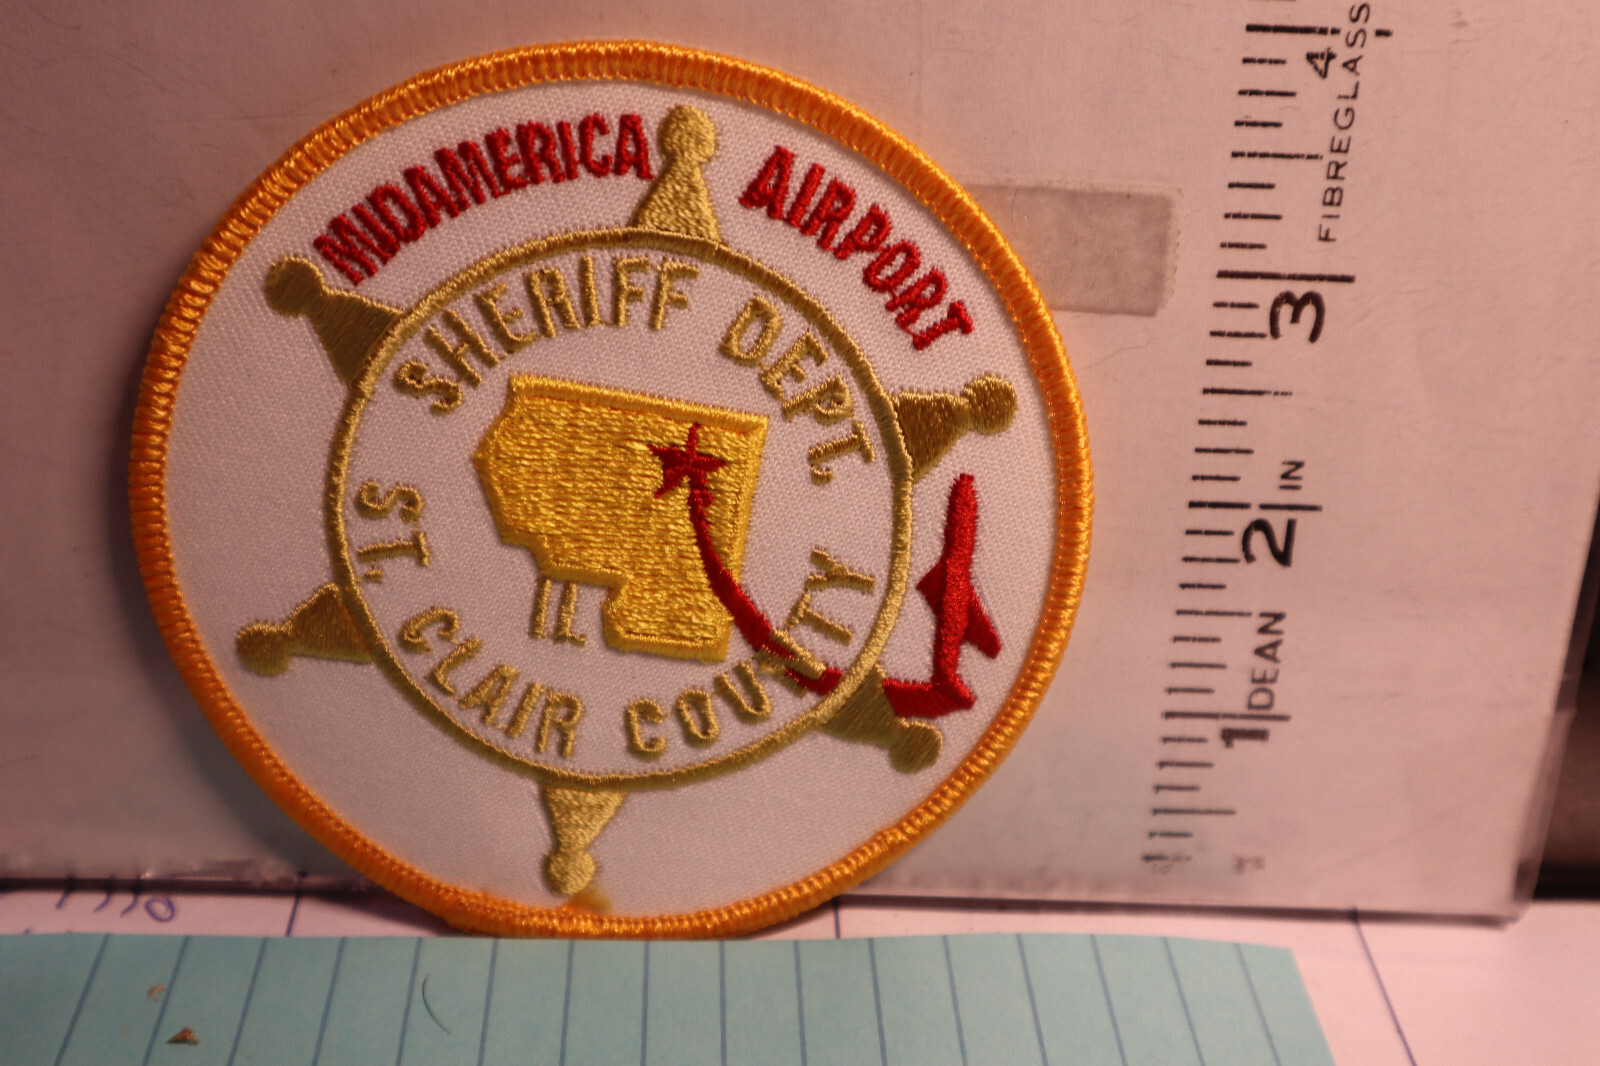 MIDAMERICA AIRPORT
SHERIFF DEPT.
IL
ST. CLAIR COUNTY
4
3
2 IN
1 DEAN
FIBREGLASS